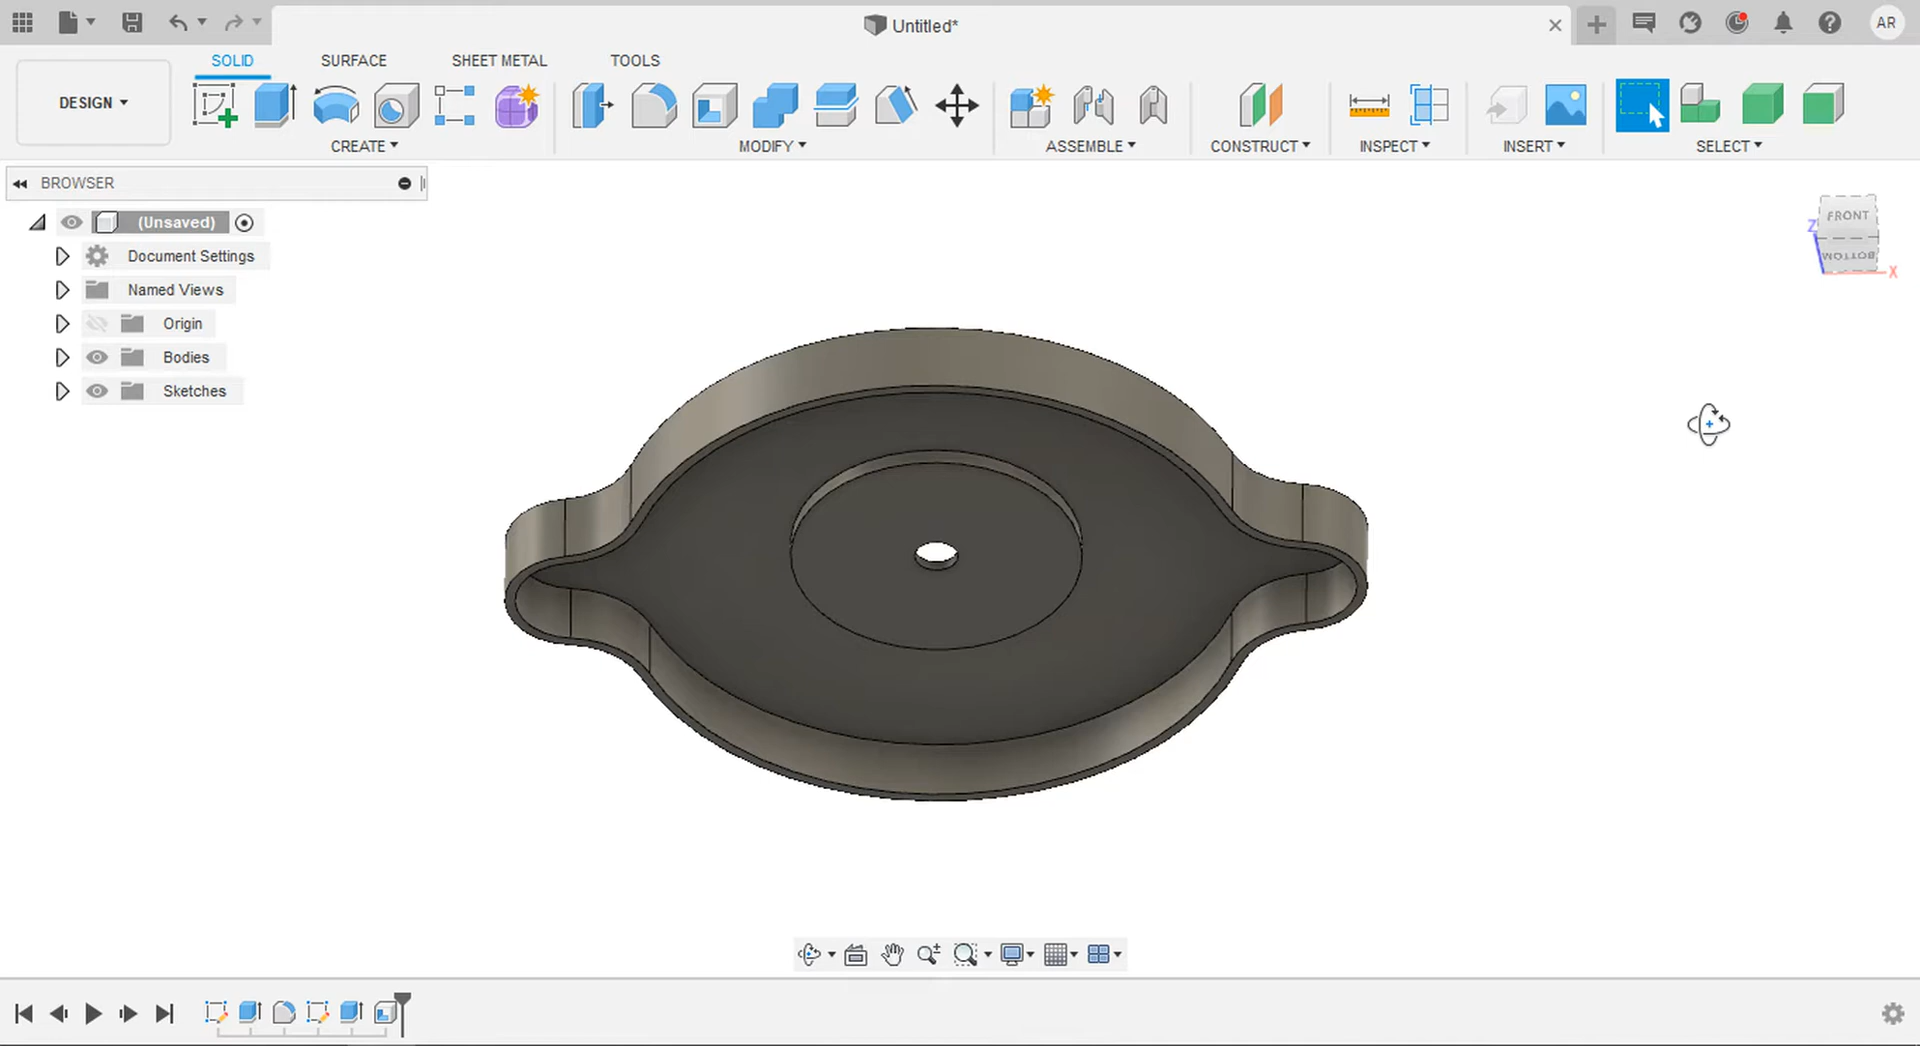 Untitled*
AR
DESIGN
SOLID
SURFACE
SHEET METAL
TOOLS
CREATE
MODIFY
ASSEMBLE
CONSTRUCT
INSPECT
INSERT
SELECT
BROWSER
(Unsaved)
Document Settings
Named Views
Origin
Bodies
Sketches
FRONT
BOTTOM
Z
X